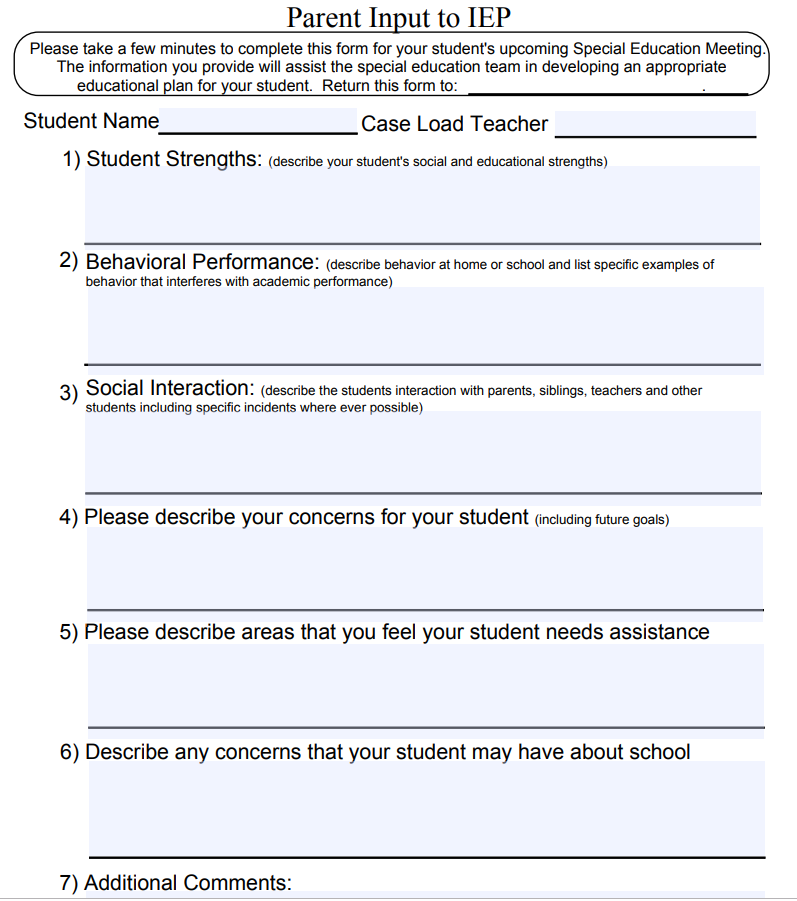 Parent Input to IEP
Please take a few minutes to complete this form for your student's upcoming Special Education Meeting.
The information you provide will assist the special education team in developing an appropriate
educational plan for your student. Return this form to: .
Student Name Case Load Teacher
1) Student Strengths: (describe your student's social and educational strengths)
2) Behavioral Performance: (describe behavior at home or school and list specific examples of
behavior that interferes with academic performance)
3) Social Interaction: (describe the students interaction with parents, siblings, teachers and other
students including specific incidents where ever possible)
4) Please describe your concerns for your student (including future goals)
5) Please describe areas that you feel your student needs assistance
6) Describe any concerns that your student may have about school
7) Additional Comments: